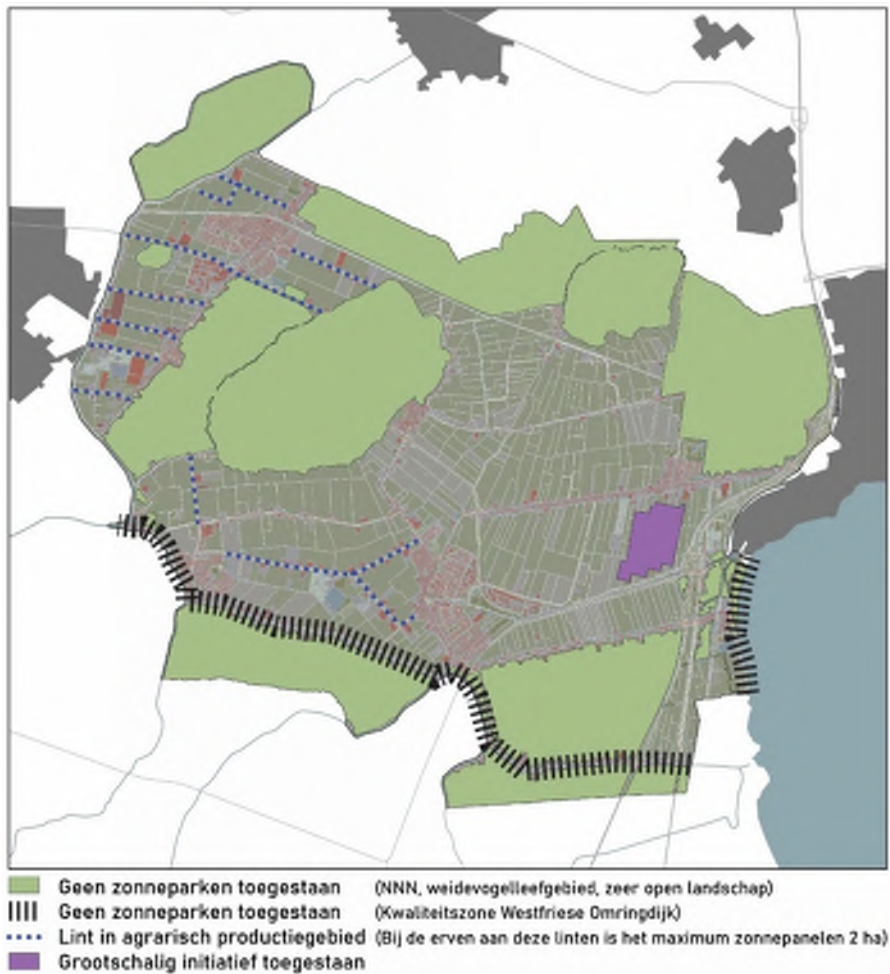 Geen zonneparken toegestaan (NNN, weidevogelleefgebied, zeer open landschap)
Geen zonneparken toegestaan (Kwaliteitszone Westfriese Omringdijk)
Lint in agrarisch productiegebied (Bij de erven aan deze linten is het maximum zonnepanelen 2 ha)
Grootschalig initiatief toegestaan